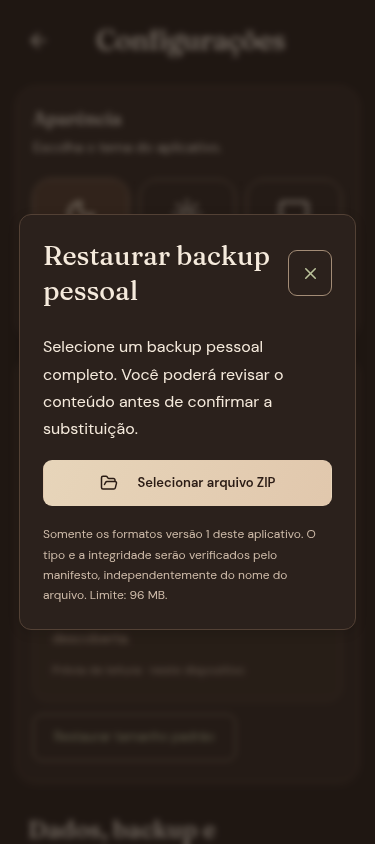 Configurações
Aparência
Escolha o tema do aplicativo
Restaurar backup
pessoal
Selecione um backup pessoal
completo. Você poderá revisar o
conteúdo antes de confirmar a
substituição.
Selecionar arquivo ZIP
Somente os formatos versão 1 deste aplicativo. O
tipo e a integridade serão verificados pelo
manifesto, independentemente do nome do
arquivo. Limite: 96 MB.
Restaurar tamanho padrão
Dados, backup e